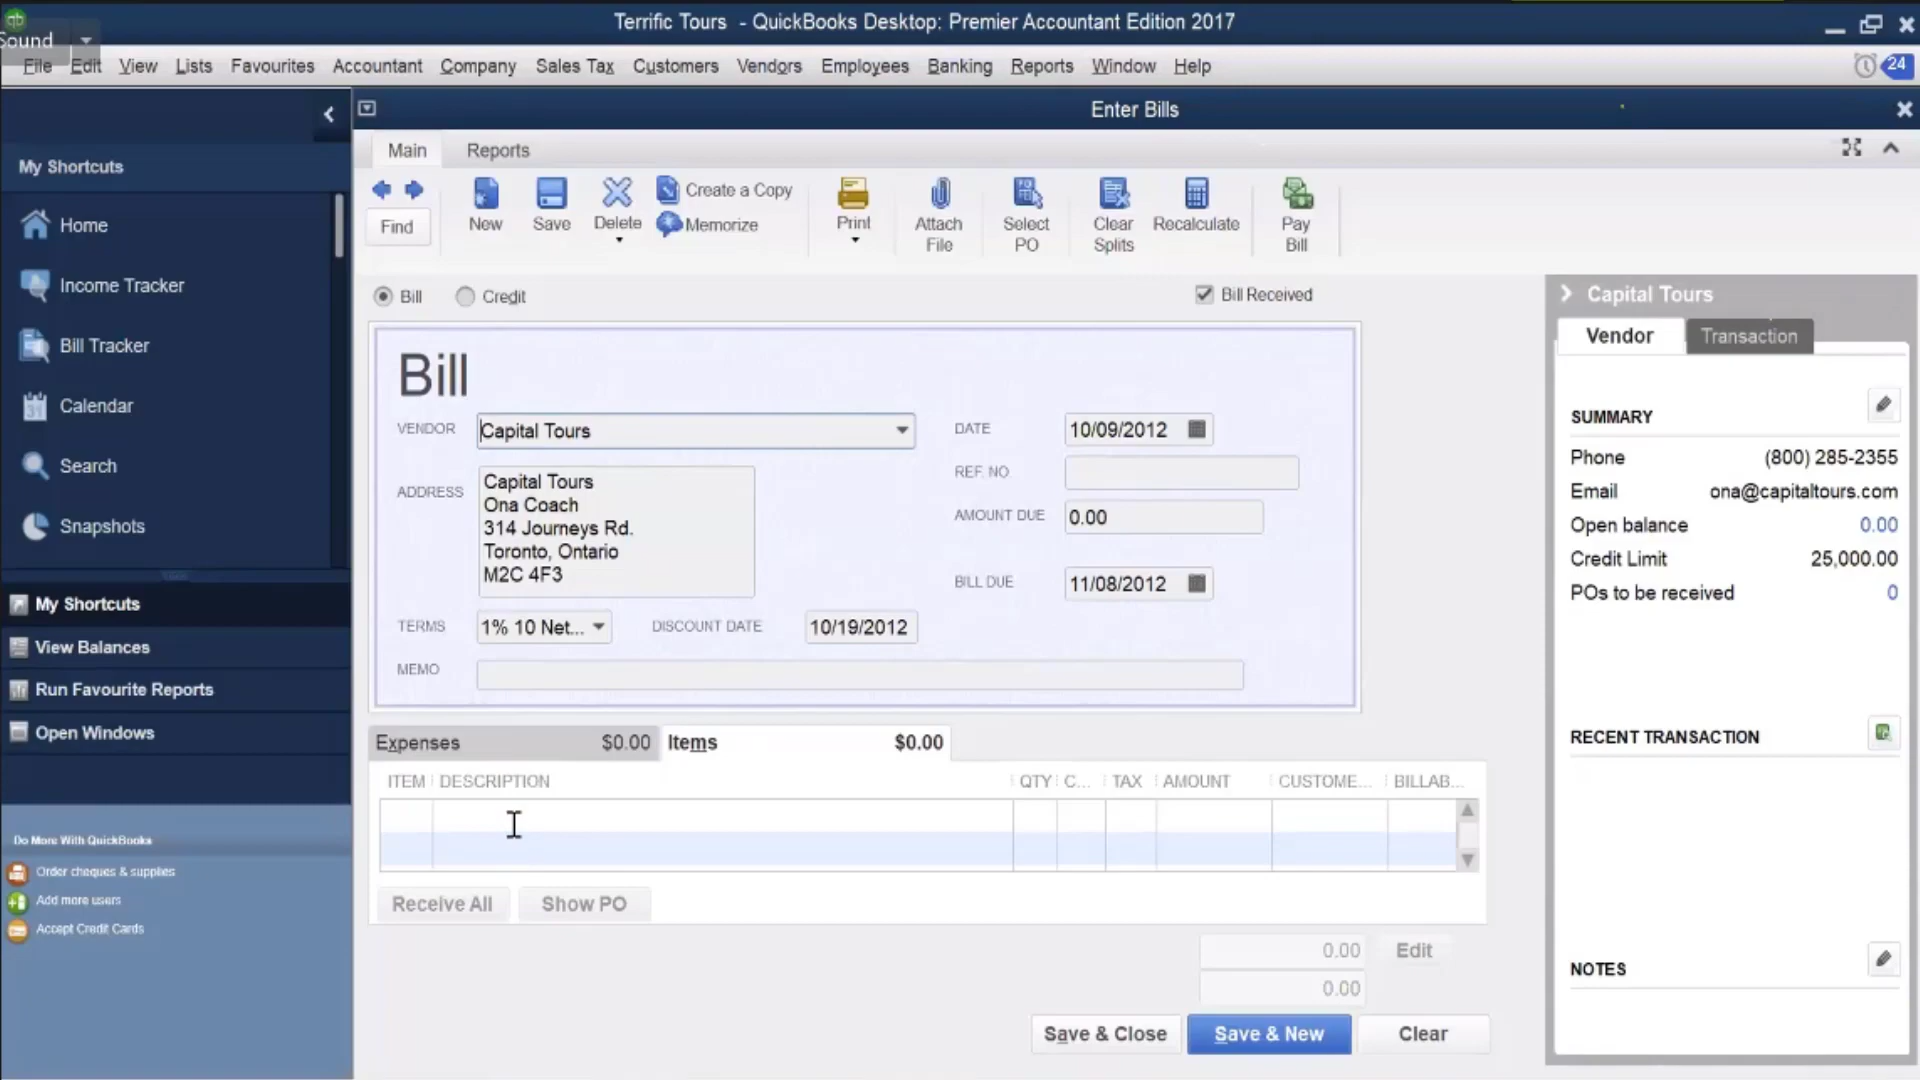 Terrific Tours - QuickBooks Desktop: Premier Accountant Edition 2017
Sound
File Edit View Lists Favourites Accountant Company Sales Tax Customers Vendors Employees Banking Reports Window Help
24
Enter Bills
My Shortcuts
Home
Income Tracker
Bill Tracker
Calendar
Search
Snapshots
My Shortcuts
View Balances
Run Favourite Reports
Open Windows
Do More With QuickBooks
Order cheques & supplies
Add more users
Accept Credit Cards
Main Reports
Find
New
Save
Delete
Create a Copy
Memorize
Print
Attach
File
Select
PO
Clear
Splits
Recalculate
Pay
Bill
Bill Credit Bill Received
Bill
VENDOR Capital Tours
DATE 10/09/2012
REF. NO
ADDRESS
Capital Tours
Ona Coach
314 Journeys Rd.
Toronto, Ontario
M2C 4F3
AMOUNT DUE 0.00
BILL DUE 11/08/2012
TERMS 1% 10 Net... DISCOUNT DATE 10/19/2012
MEMO
Expenses $0.00 Items $0.00
ITEM DESCRIPTION QTY C... TAX AMOUNT CUSTOME... BILLAB...
Receive All Show PO
0.00 Edit
0.00
Save & Close Save & New Clear
Capital Tours
Vendor Transaction
SUMMARY
Phone (800) 285-2355
Email ona@capitaltours.com
Open balance 0.00
Credit Limit 25,000.00
POs to be received 0
RECENT TRANSACTION
NOTES